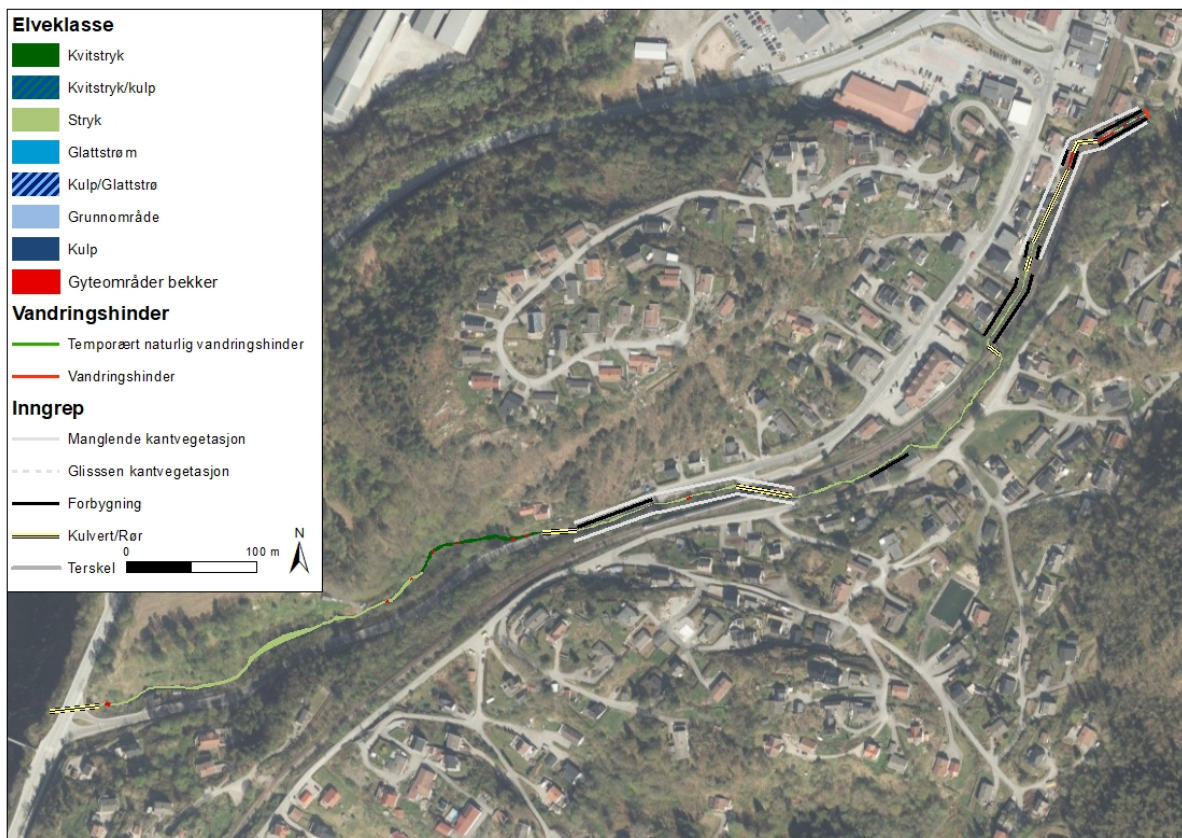 Elveklasse
Kvitstryk
Kvitstryk/kulp
Stryk
Glattstrøm
Kulp/Glattstrø
Grunnområde
Kulp
Gyteområder bekker
Vandringshinder
Temporært naturlig vandringshinder
Vandringshinder
Inngrep
Manglende kantvegetasjon
Glisssen kantvegetasjon
Forbygning
Kulvert/Rør
Terskel
0 100 m
N